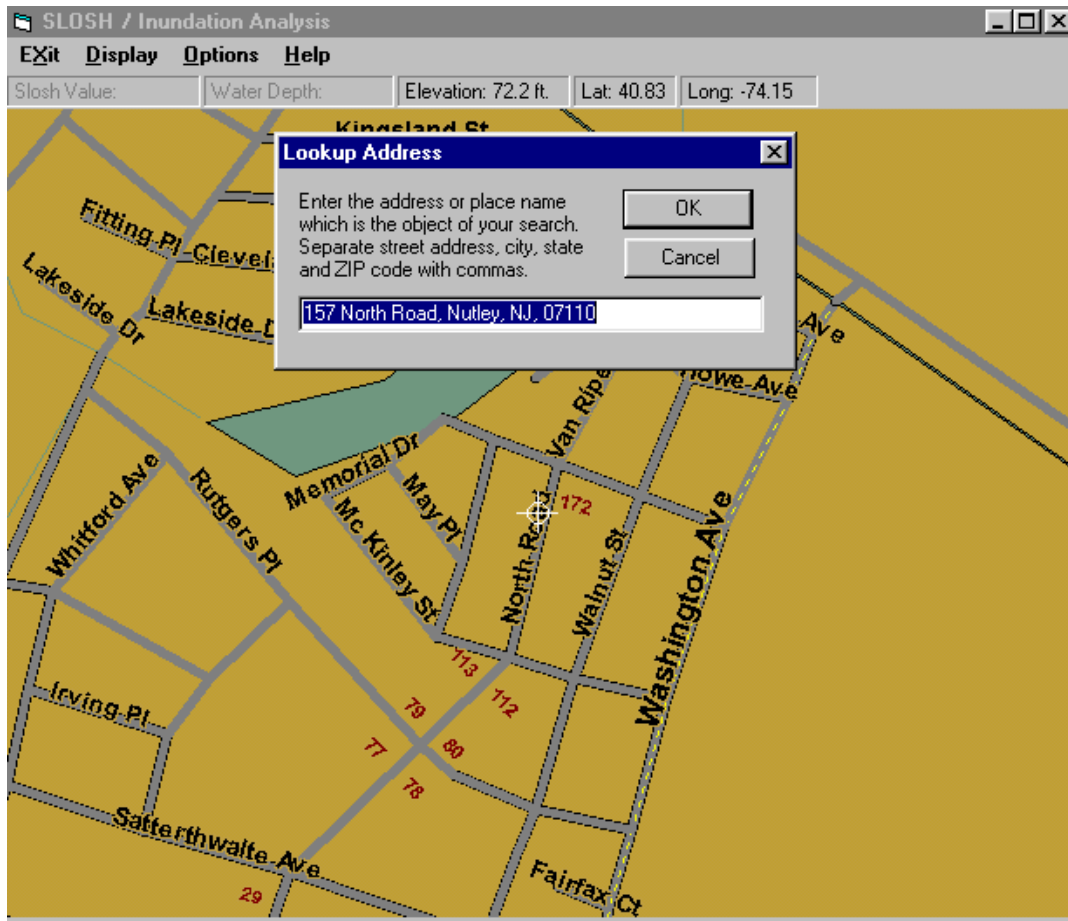 SLOSH / Inundation Analysis
EXit Display Options Help
Slosh Value: Water Depth: Elevation: 72.2 ft. Lat: 40.83 Long: -74.15
Kingsland St
Lookup Address
Enter the address or place name
which is the object of your search.
Separate street address, city, state
and ZIP code with commas.
OK
Cancel
157 North Road, Nutley, NJ, 07110
Fitting Pl
Lakeside Dr
Lakeside
Ave
Howe Ave
Memorial Dr
May Pl
Mc Kinley St
Whitford Ave
Rutgers Pl
172
North Road
Walnut St
Washington Ave
113
112
79
80
77
78
Irving Pl
Satterthwaite Ave
29
Fairfax Ct